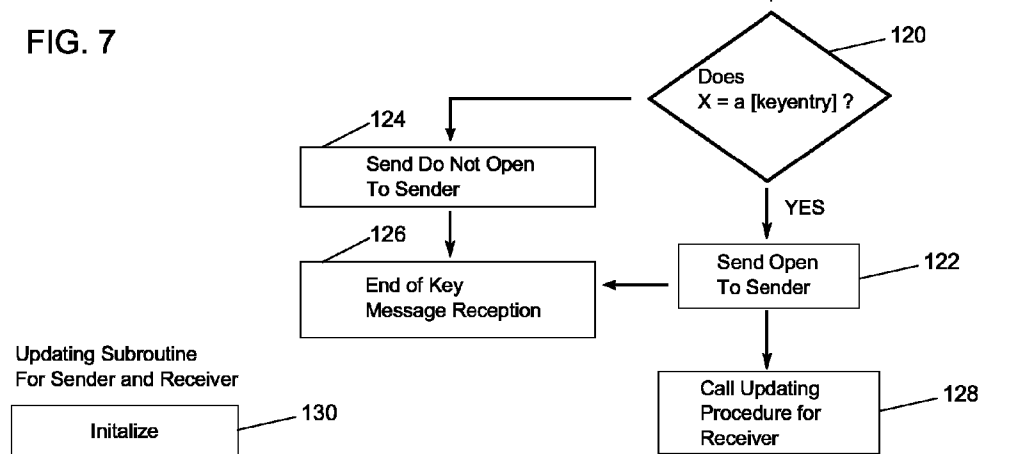 FIG. 7
120
Does
X = a [keyentry] ?
124
Send Do Not Open
To Sender
YES
126
End of Key
Message Reception
Send Open
To Sender
122
Updating Subroutine
For Sender and Receiver
Initalize
130
Call Updating
Procedure for
Receiver
128